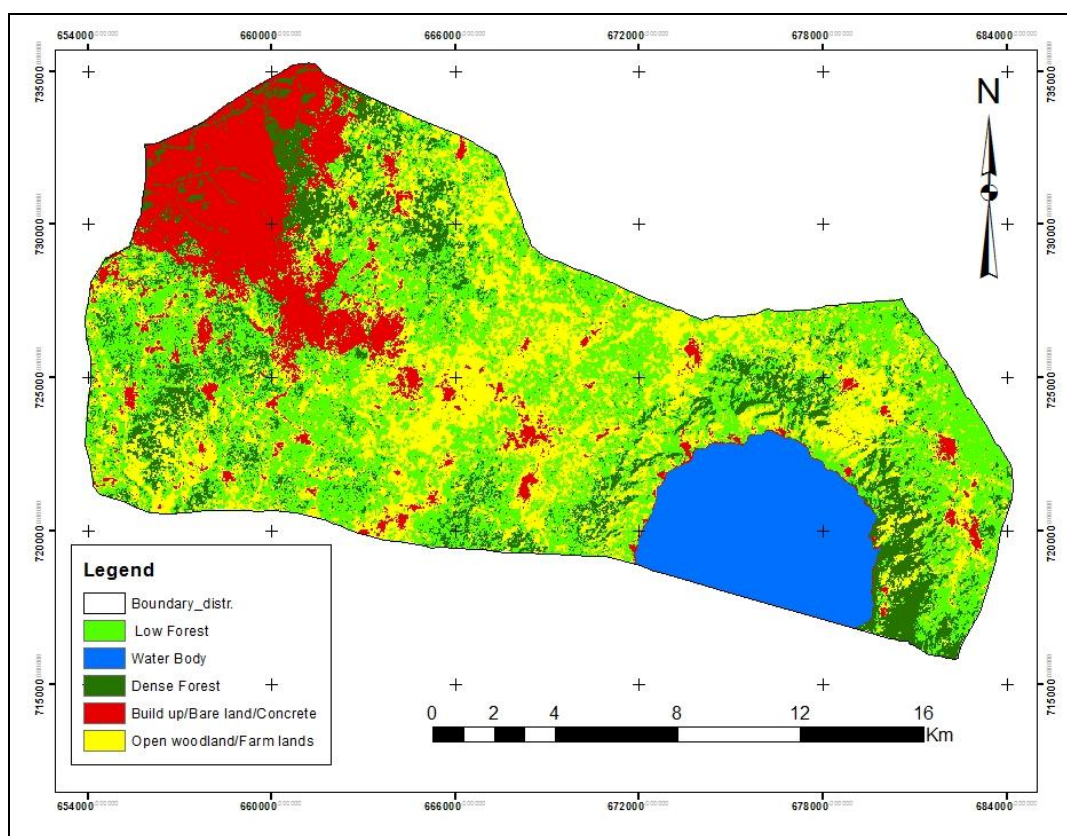 654000 660000 666000 672000 678000 684000
N
735000 735000
730000 730000
725000 725000
720000 720000
715000 715000
Legend
Boundary_distr.
Low Forest
Water Body
Dense Forest
Build up/Bare land/Concrete
Open woodland/Farm lands
0 2 4 8 12 16
Km
654000 660000 666000 672000 678000 684000